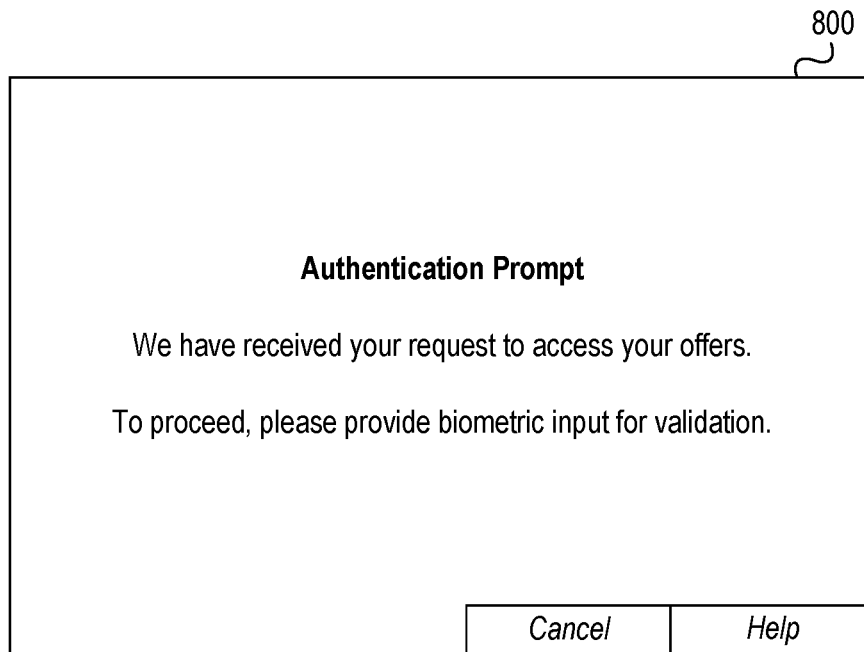 800
Authentication Prompt
We have received your request to access your offers.
To proceed, please provide biometric input for validation.
Cancel Help